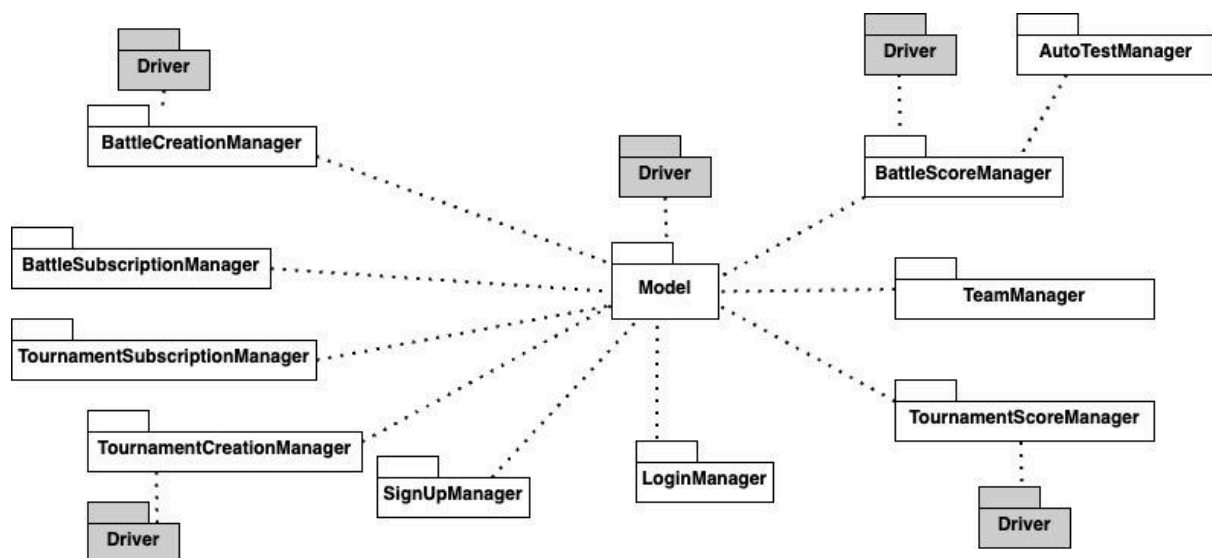 Driver
Driver
AutoTestManager
BattleCreationManager
Driver
BattleScoreManager
BattleSubscriptionManager
Model
TeamManager
TournamentSubscriptionManager
TournamentCreationManager
TournamentScoreManager
SignUpManager
LoginManager
Driver
Driver